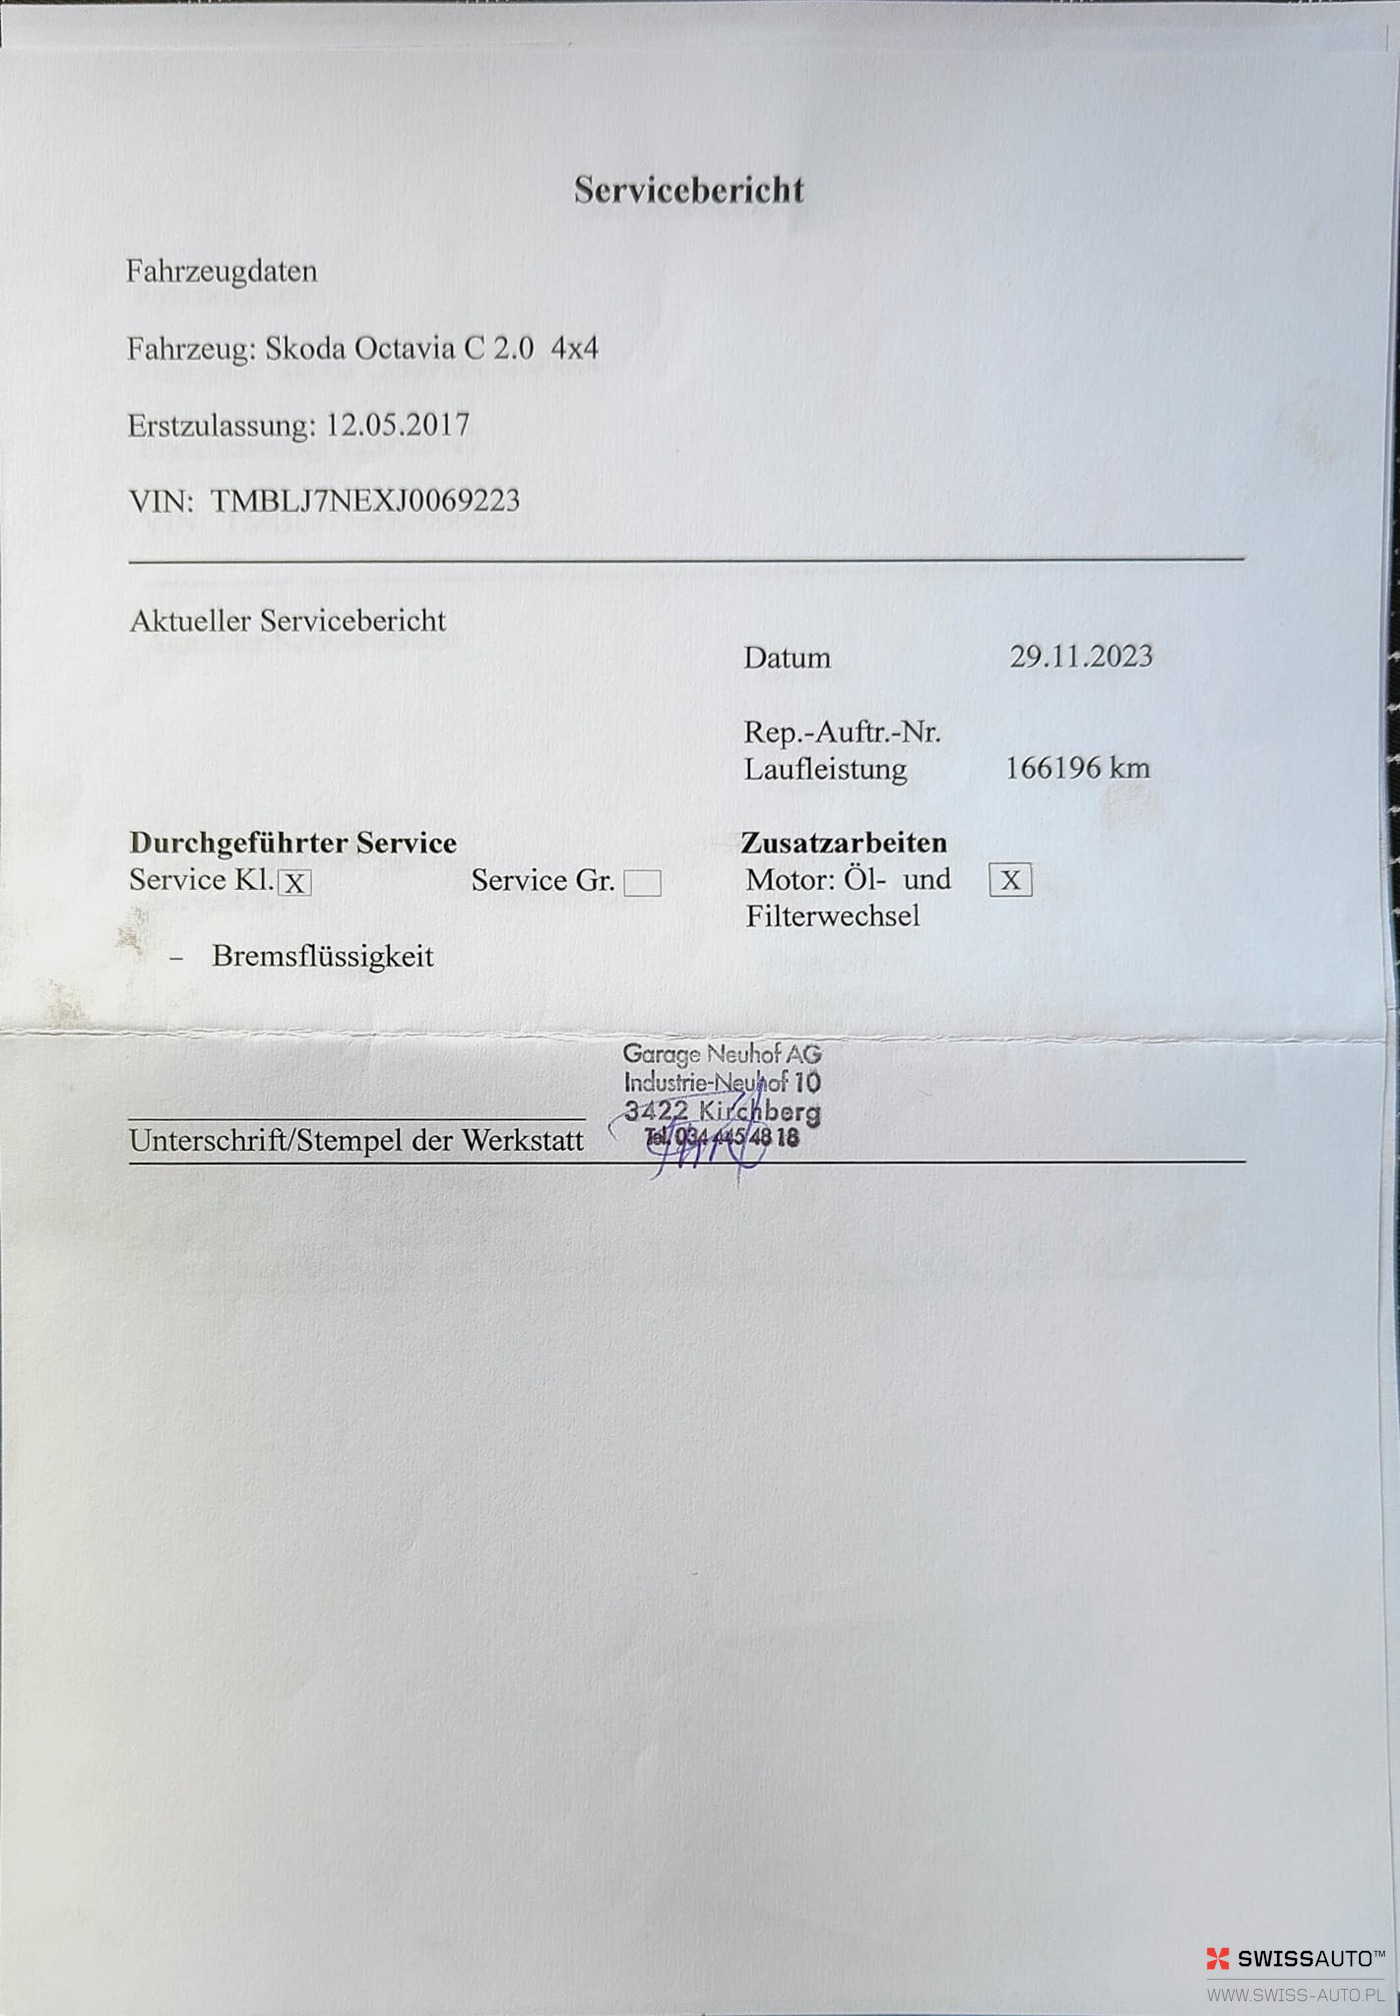 Servicebericht
Fahrzeugdaten
Fahrzeug: Skoda Octavia C 2.0 4x4
Erstzulassung: 12.05.2017
VIN: TMBLJ7NEXJ0069223
Aktueller Servicebericht
Datum 29.11.2023
Rep.-Auftr.-Nr.
Laufleistung 166196 km
Durchgeführter Service Zusatzarbeiten
Service Kl. X Service Gr. Motor: Öl- und X
Filterwechsel
– Bremsflüssigkeit
Garage Neuhof AG
Industrie-Neuhof 10
3422 Kirchberg
Tel. 034 445 48 18
Unterschrift/Stempel der Werkstatt
SWISSAUTO™
WWW.SWISS-AUTO.PL